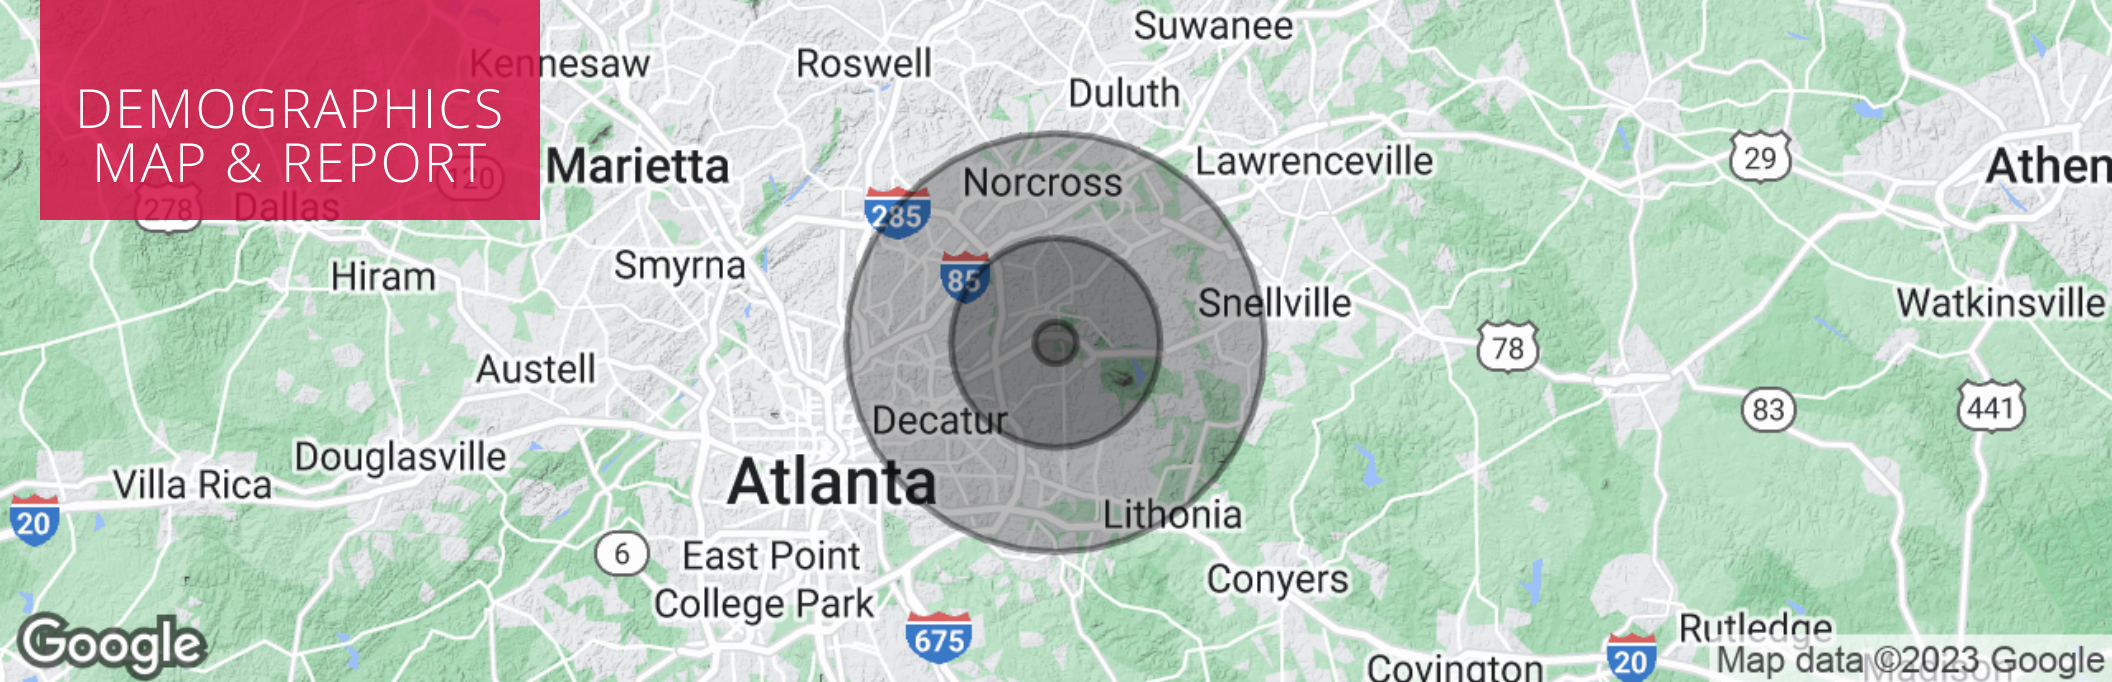 DEMOGRAPHICS
MAP & REPORT
Suwanee
Kennesaw
Roswell
Duluth
Marietta
Lawrenceville
29
Athen
120
Norcross
278
Dallas
285
Smyrna
Hiram
85
Snellville
Watkinsville
78
Austell
83
441
Decatur
Douglasville
Villa Rica
Atlanta
Lithonia
20
6
East Point
Conyers
College Park
675
Rutledge
Google
20
Covington
Madison
Map data ©2023 Google